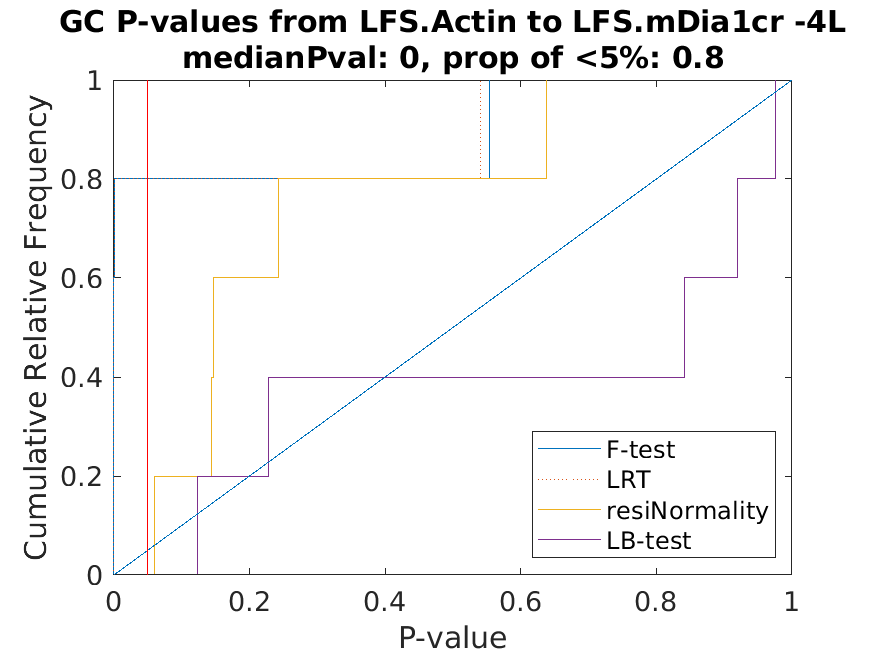 GC P-values from LFS.Actin to LFS.mDia1cr -4L
medianPval: 0, prop of <5%: 0.8
Cumulative Relative Frequency
1
0.8
0.6
0.4
0.2
0
0
0.2
0.4
0.6
0.8
1
P-value
F-test
LRT
resiNormality
LB-test